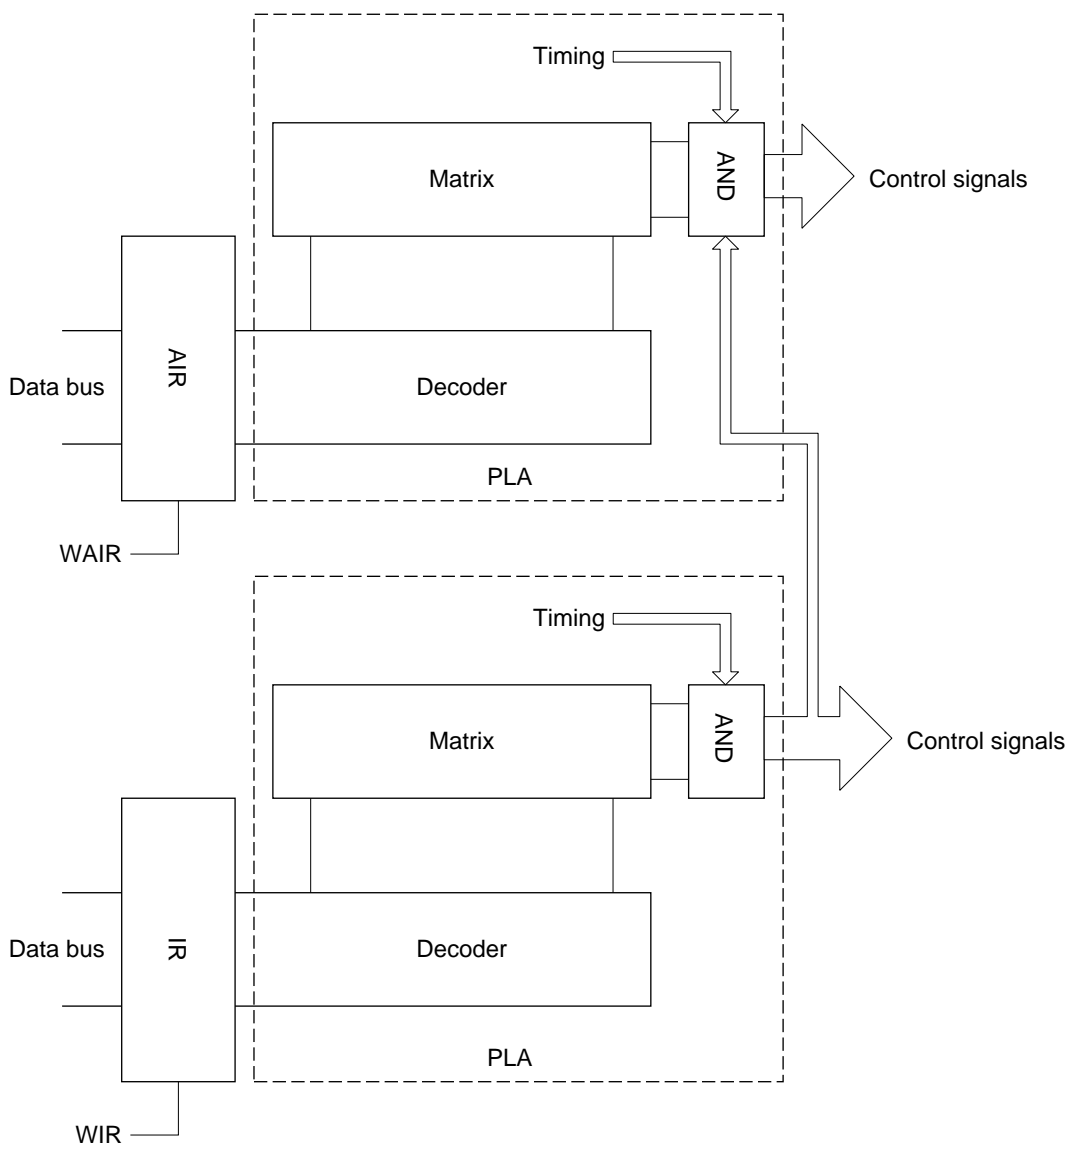 Timing
Matrix
AND
Control signals
AIR
Data bus
Decoder
PLA
WAIR
Timing
Matrix
AND
Control signals
IR
Data bus
Decoder
PLA
WIR